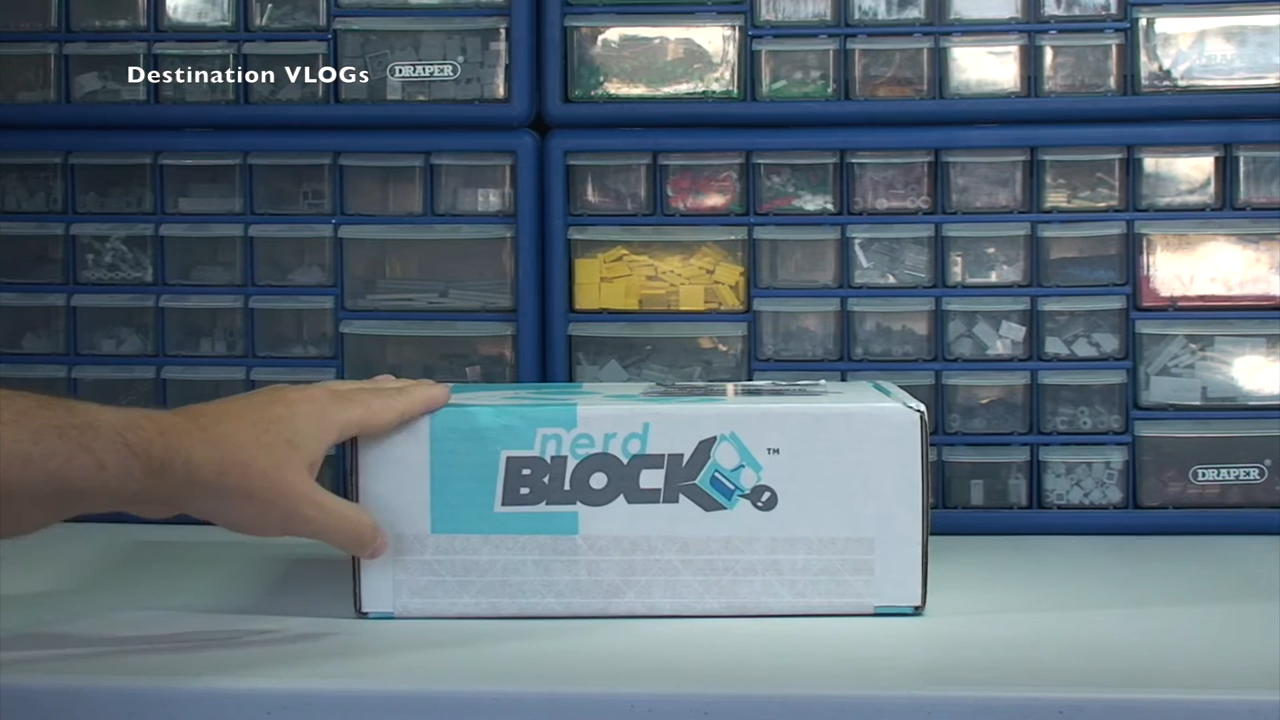 Destination VLOGs
DRAPER
nerd
BLOCK
™
DRAPER